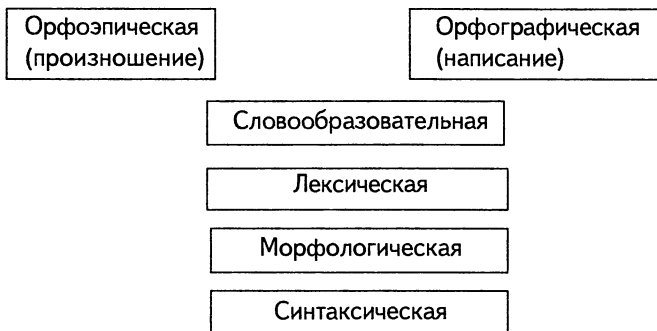 Орфоэпическая
(произношение)
Орфографическая
(написание)
Словообразовательная
Лексическая
Морфологическая
Синтаксическая